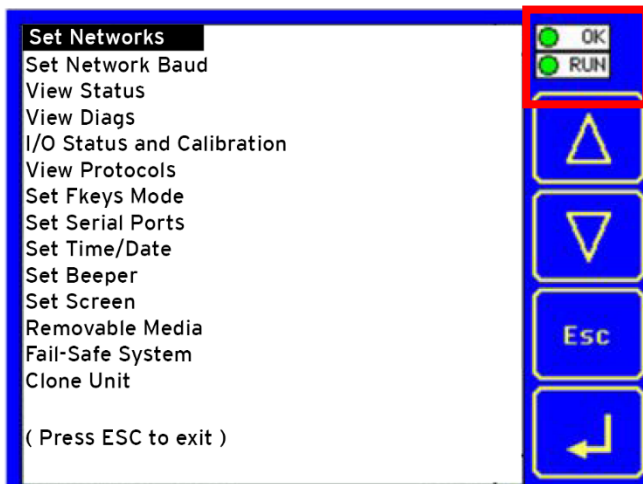 Set Networks
Set Network Baud
View Status
View Diags
I/O Status and Calibration
View Protocols
Set Fkeys Mode
Set Serial Ports
Set Time/Date
Set Beeper
Set Screen
Removable Media
Fail-Safe System
Clone Unit
( Press ESC to exit )
OK
RUN
Esc